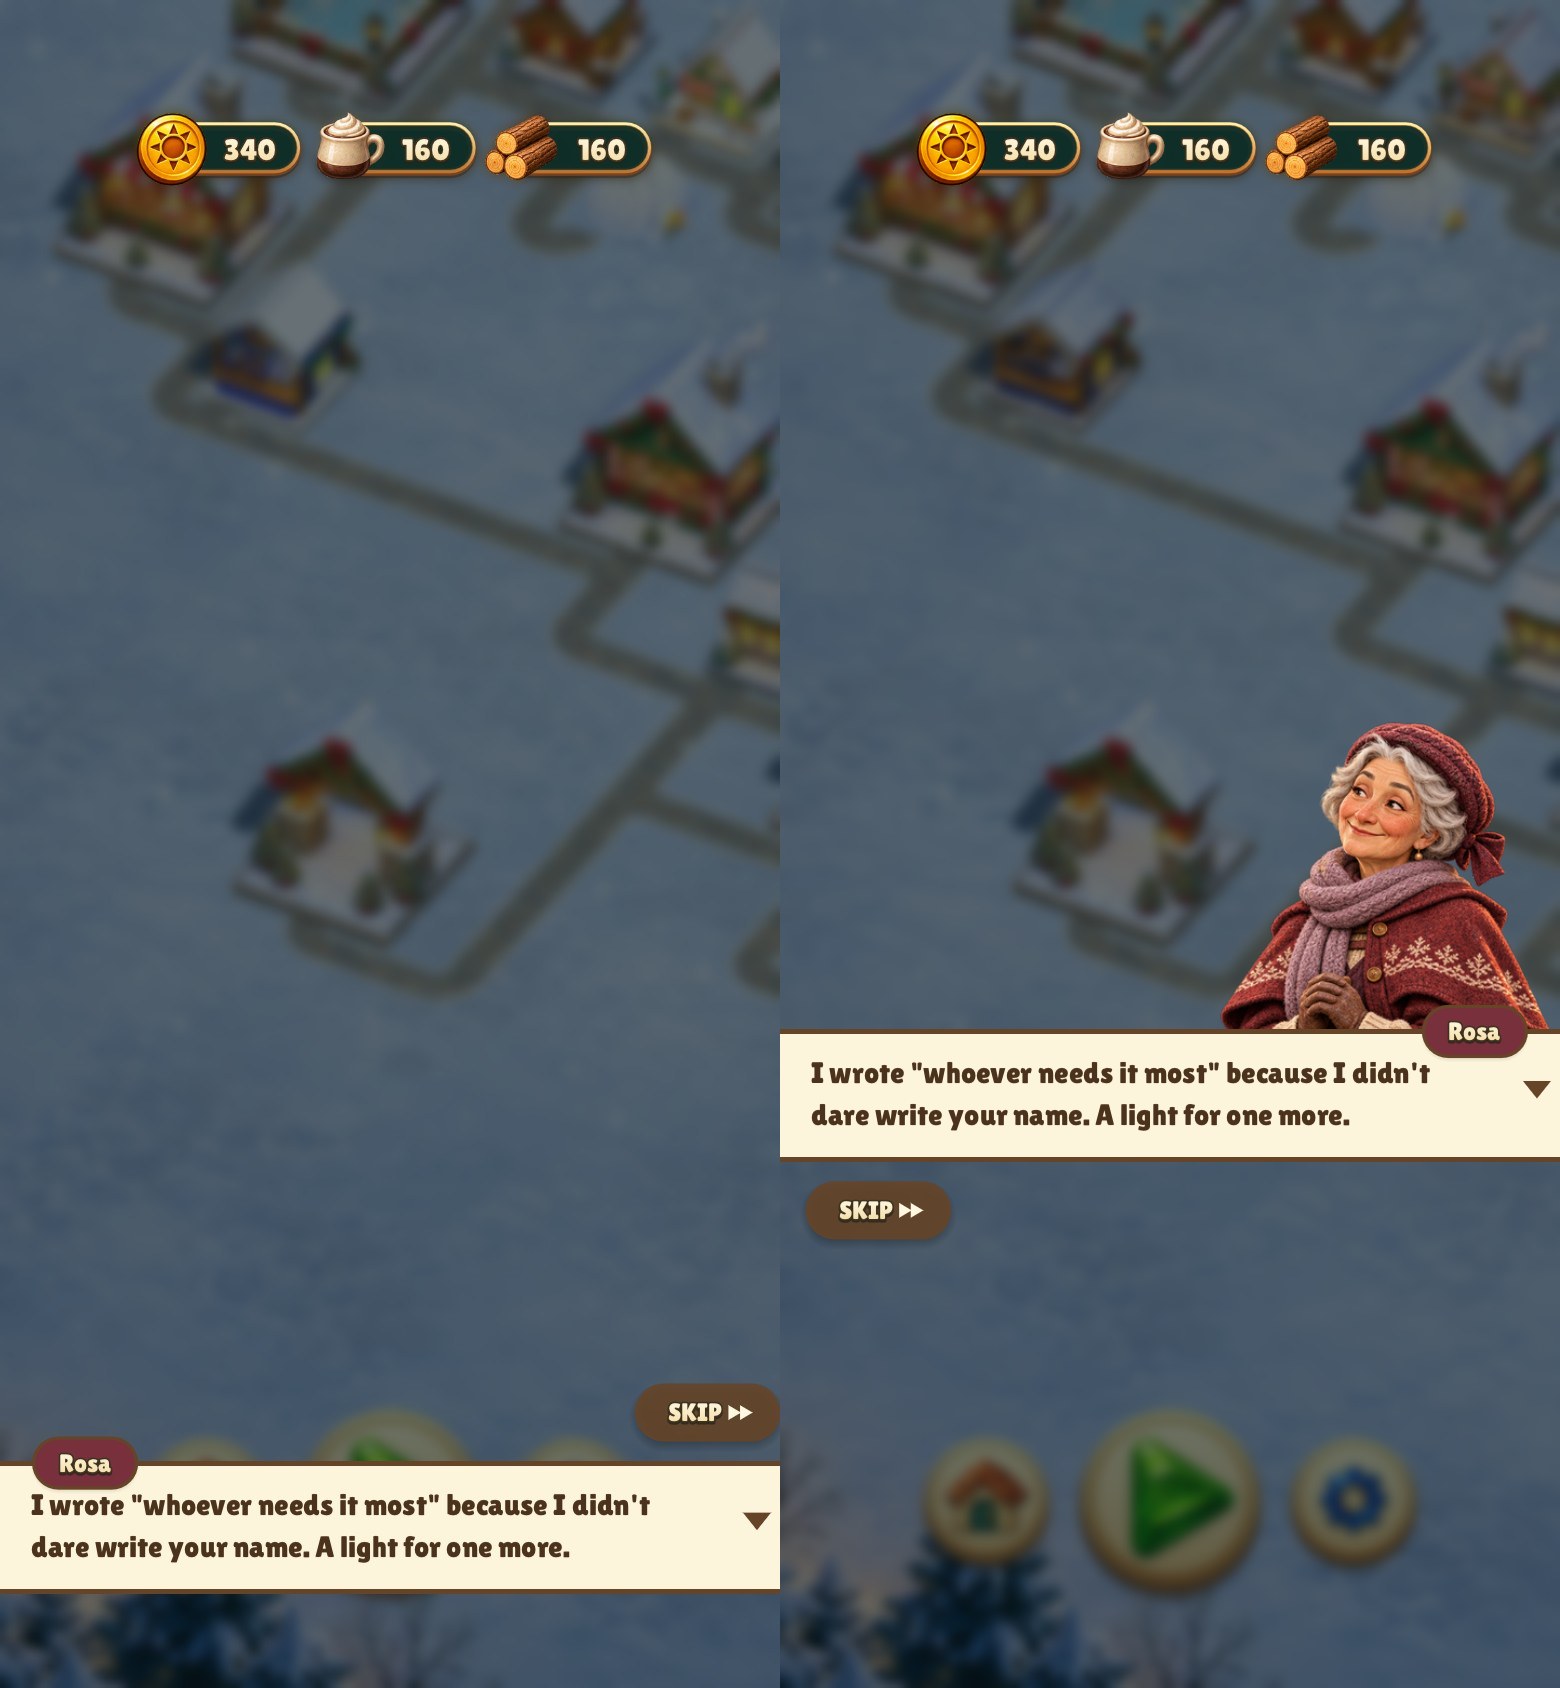 340 160 160
SKIP
Rosa
I wrote "whoever needs it most" because I didn't
dare write your name. A light for one more.
340 160 160
Rosa
I wrote "whoever needs it most" because I didn't
dare write your name. A light for one more.
SKIP